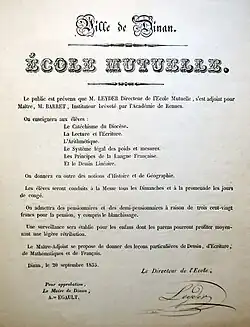 Ville de Dinan.
ÉCOLE MUTUELLE.
Le public est prévenu que M. LEYDER Directeur de l'Ecole Mutuelle, s'est adjoint pour
Maître, M. BARRET, Instituteur brèveté par l'Académie de Rennes.
On enseignera aux élèves :
Le Catéchisme du Diocèse.
La Lecture et l'Ecriture.
L'Arithmétique.
Le Système légal des poids et mesures.
Les Principes de la Langue Française.
Et le Dessin Linéaire.
On donnera en outre des notions d'Histoire et de Géographie.
Les élèves seront conduits à la Messe tous les Dimanches et à la promenade les jours
de congé.
On admettra des pensionnaires et des demi-pensionnaires à raison de trois cent-vingt
francs pour la pension, y compris le blanchissage.
Une surveillance sera établie pour les enfans dont les parens pourront profiter moyen-
nant une légère rétribution.
Le Maître-Adjoint se propose de donner des leçons particulières de Dessin, d'Ecriture,
de Mathématiques et de Français.
Dinan, le 20 septembre 1835.
Le Directeur de l'Ecole,
Pour approbation,
Le Maire de Dinan,
EGAULT.
Leyder